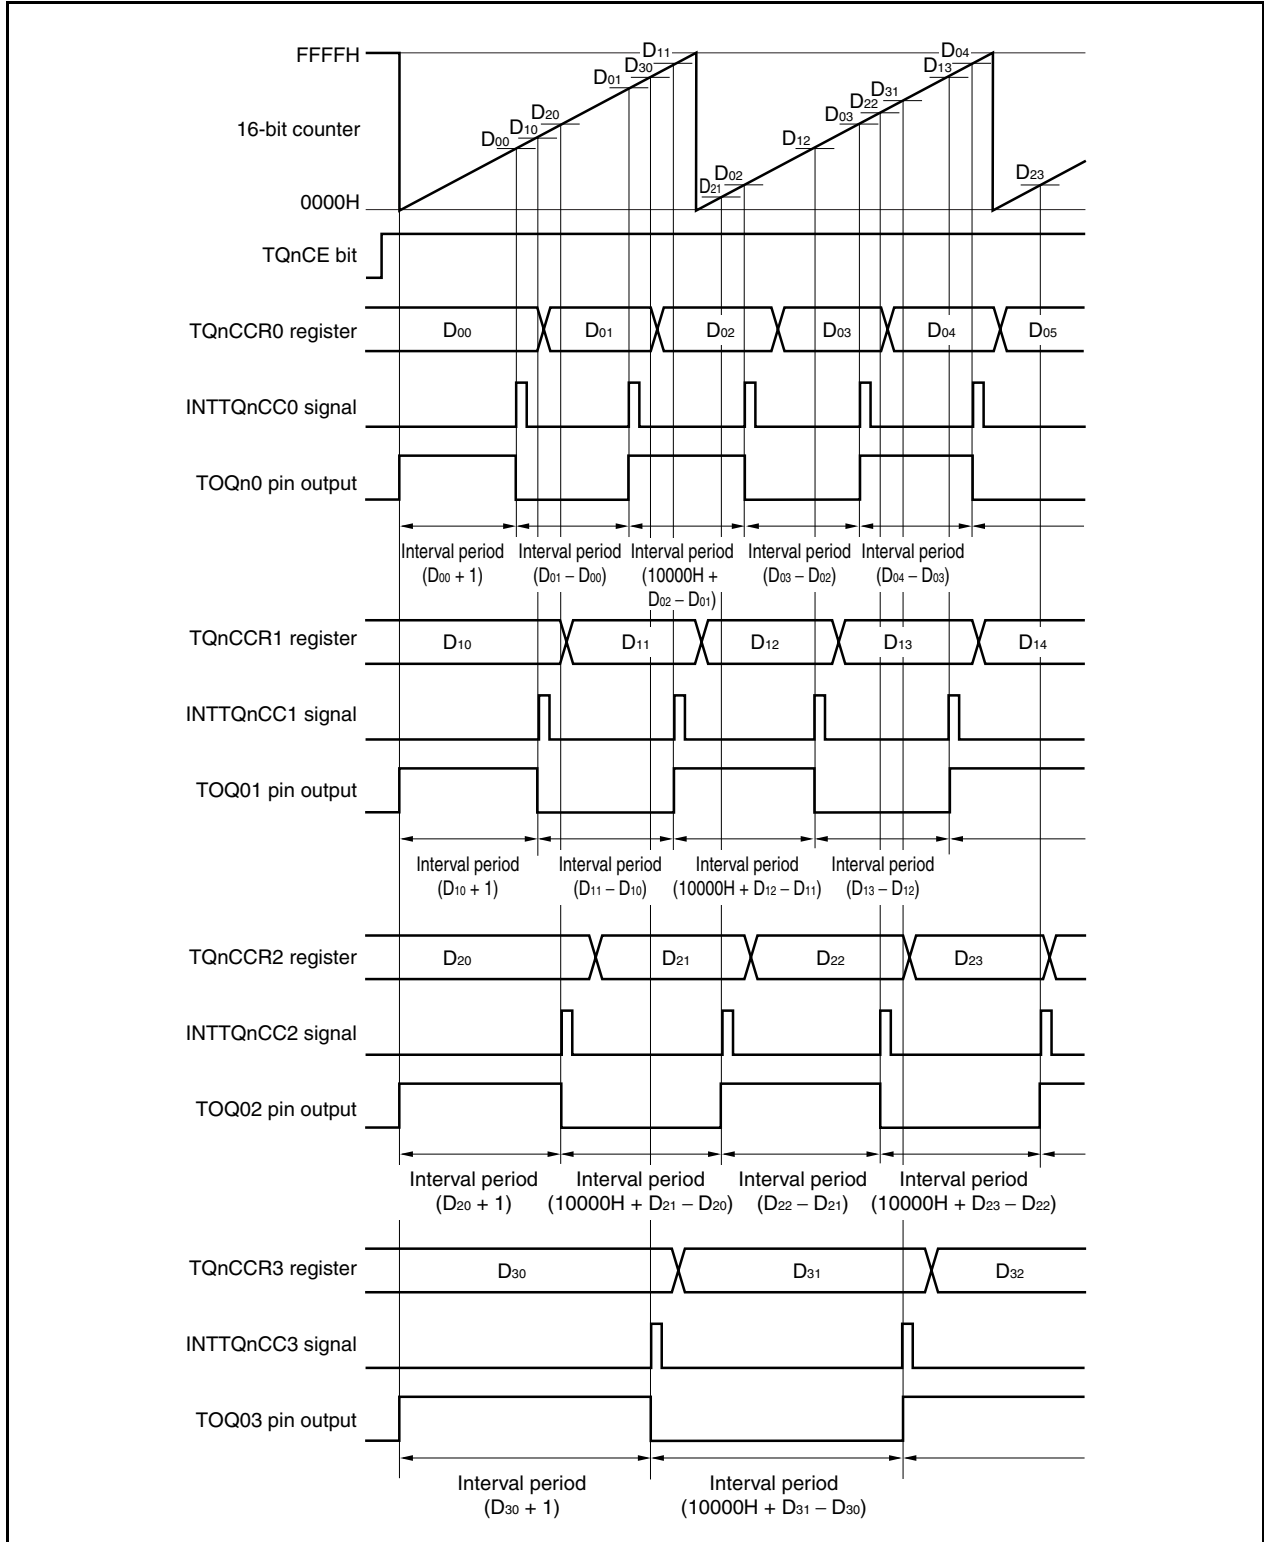 FFFFH
16-bit counter
0000H
D00
D10
D20
D01
D30
D11
D21
D02
D12
D03
D22
D31
D13
D04
D23
TQnCE bit
TQnCCR0 register
D00 D01 D02 D03 D04 D05
INTTQnCC0 signal
TOQn0 pin output
Interval period (D00 + 1)
Interval period (D01 – D00)
Interval period (10000H + D02 – D01)
Interval period (D03 – D02)
Interval period (D04 – D03)
TQnCCR1 register
D10 D11 D12 D13 D14
INTTQnCC1 signal
TOQ01 pin output
Interval period (D10 + 1)
Interval period (D11 – D10)
Interval period (10000H + D12 – D11)
Interval period (D13 – D12)
TQnCCR2 register
D20 D21 D22 D23
INTTQnCC2 signal
TOQ02 pin output
Interval period (D20 + 1)
Interval period (10000H + D21 – D20)
Interval period (D22 – D21)
Interval period (10000H + D23 – D22)
TQnCCR3 register
D30 D31 D32
INTTQnCC3 signal
TOQ03 pin output
Interval period (D30 + 1)
Interval period (10000H + D31 – D30)